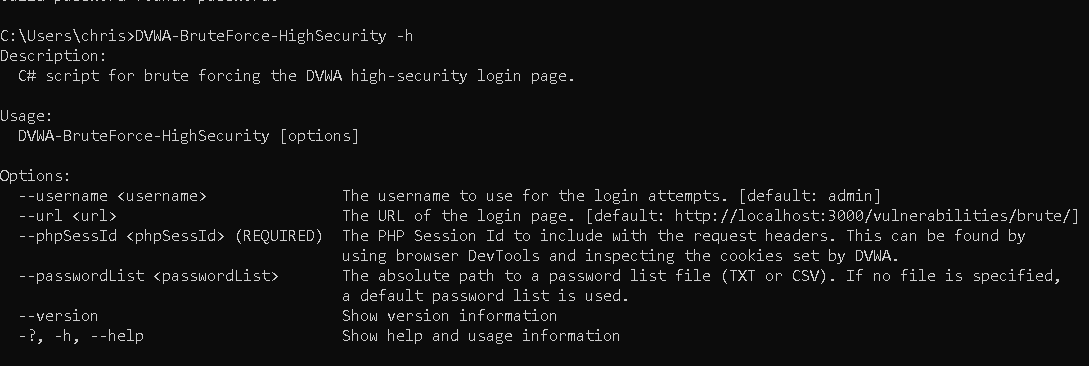 valid password found: password!
C:\Users\chris>DVWA-BruteForce-HighSecurity -h
Description:
C# script for brute forcing the DVWA high-security login page.
Usage:
DVWA-BruteForce-HighSecurity [options]
Options:
--username <username> The username to use for the login attempts. [default: admin]
--url <url> The URL of the login page. [default: http://localhost:3000/vulnerabilities/brute/]
--phpSessId <phpSessId> (REQUIRED) The PHP Session Id to include with the request headers. This can be found by
using browser DevTools and inspecting the cookies set by DVWA.
--passwordList <passwordList> The absolute path to a password list file (TXT or CSV). If no file is specified,
a default password list is used.
--version Show version information
-?, -h, --help Show help and usage information